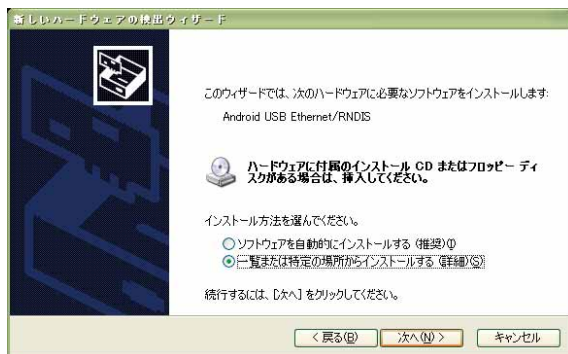 新しいハードウェアの検出ウィザード
このウィザードでは、次のハードウェアに必要なソフトウェアをインストールします:
Android USB Ethernet/RNDIS
ハードウェアに付属のインストール CD またはフロッピー ディ
スクがある場合は、挿入してください。
インストール方法を選んでください。
ソフトウェアを自動的にインストールする (推奨)(I)
一覧または特定の場所からインストールする (詳細)(S)
続行するには、[次へ] をクリックしてください。
< 戻る(B) 次へ(N) > キャンセル